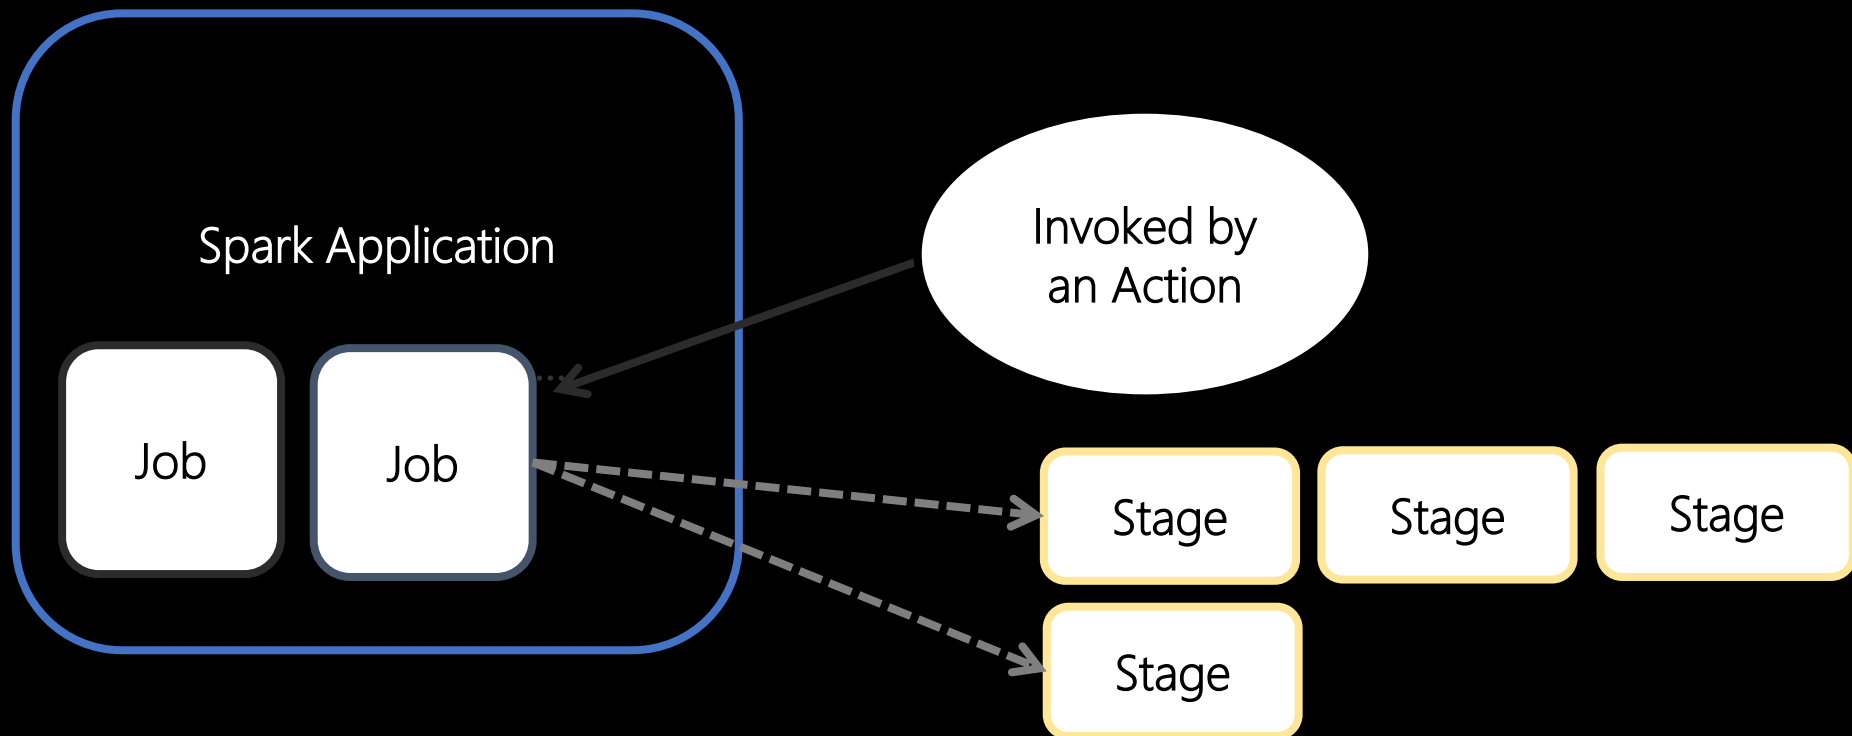 Spark Application
Invoked by
an Action
Job
Job
Stage
Stage
Stage
Stage